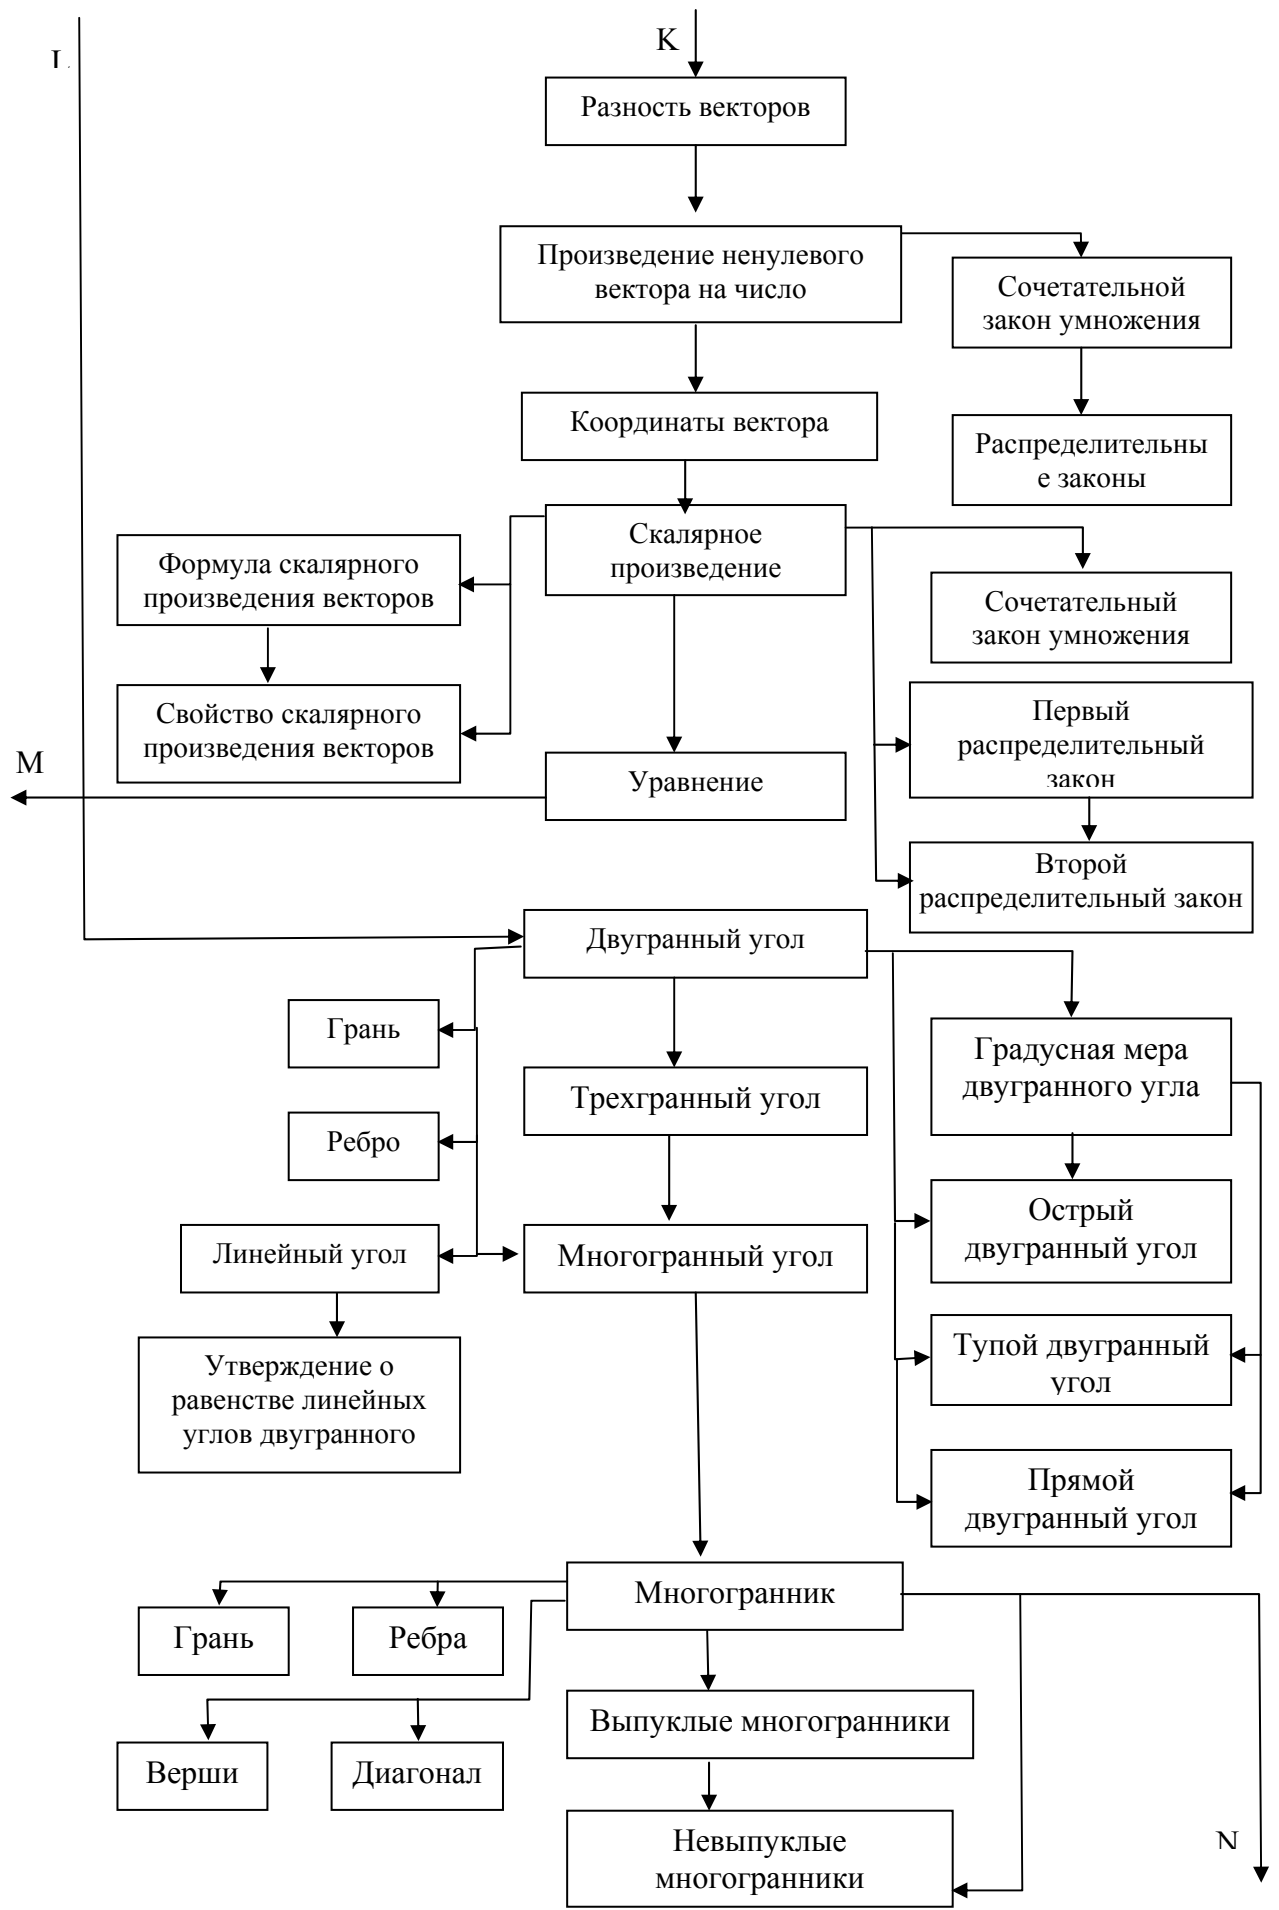 L
K
Разность векторов
Произведение ненулевого
вектора на число
Сочетательной
закон умножения
Координаты вектора
Распределительны
е законы
Скалярное
произведение
Формула скалярного
произведения векторов
Сочетательный
закон умножения
Свойство скалярного
произведения векторов
Первый
распределительный
закон
M
Уравнение
Второй
распределительный закон
Двугранный угол
Грань
Градусная мера
двугранного угла
Трехгранный угол
Ребро
Острый
двугранный угол
Линейный угол
Многогранный угол
Тупой двугранный
угол
Утверждение о
равенстве линейных
углов двугранного
Прямой
двугранный угол
Многогранник
Грань
Ребра
Выпуклые многогранники
Верши
Диагонал
Невыпуклые
многогранники
N